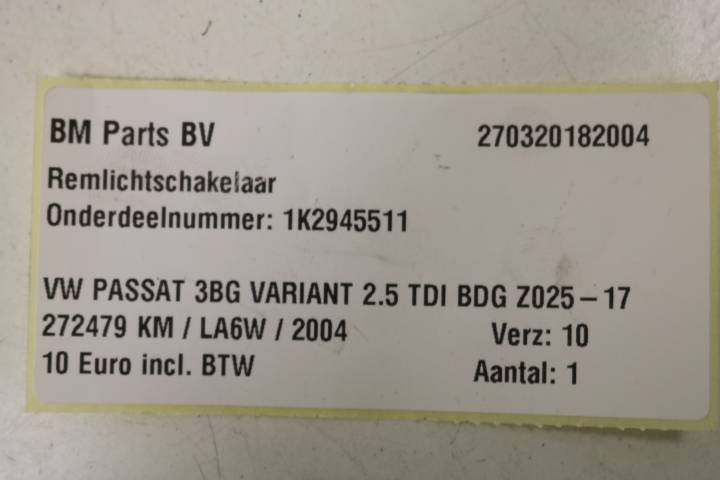 BM Parts BV 270320182004
Remlichtschakelaar
Onderdeelnummer: 1K2945511
VW PASSAT 3BG VARIANT 2.5 TDI BDG Z025-17
272479 KM / LA6W / 2004 Verz: 10
10 Euro incl. BTW Aantal: 1